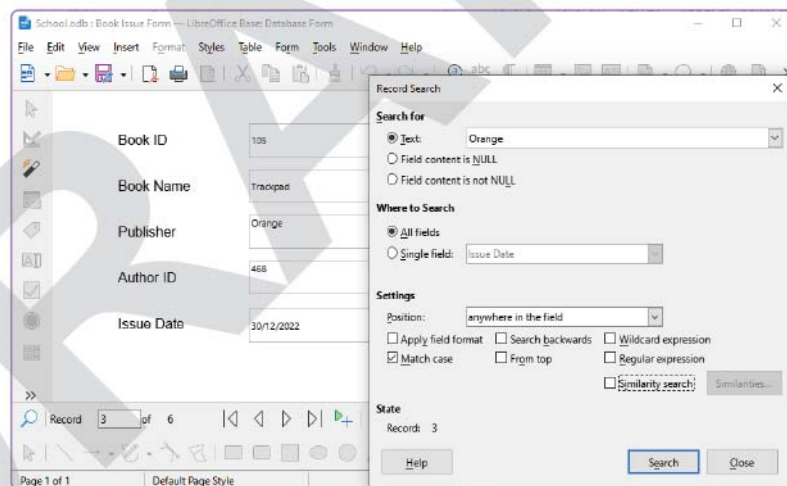 School.odb : Book Issue Form — LibreOffice Base: Database Form
File Edit View Insert Format Styles Table Form Tools Window Help
Book ID 105
Book Name Trackpad
Publisher Orange
Author ID 466
Issue Date 30/12/2022
Record 3 of 6
Page 1 of 1 Default Page Style
Record Search
Search for
Text: Orange
Field content is NULL
Field content is not NULL
Where to Search
All fields
Single field: Issue Date
Settings
Position: anywhere in the field
Apply field format Search backwards Wildcard expression
Match case From top Regular expression
Similarity search Similarities...
State
Record: 3
Help Search Close